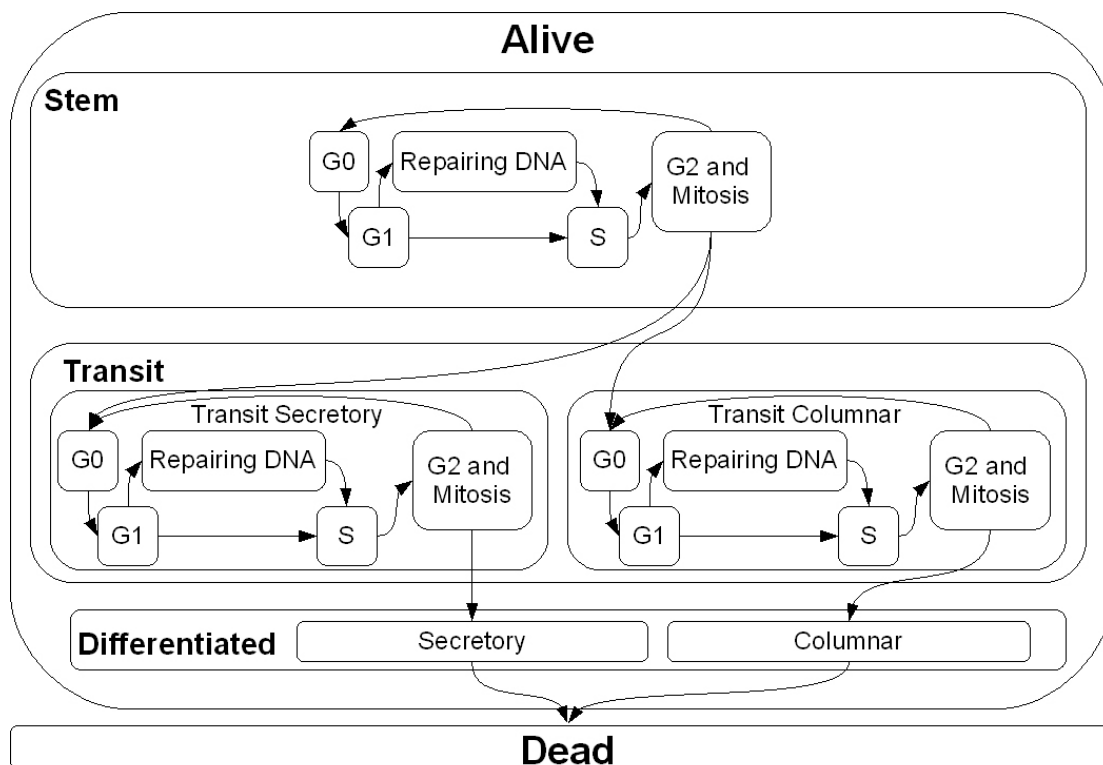 Alive
Stem
G0
Repairing DNA
G2 and
Mitosis
G1
S
Transit
Transit Secretory
G0
Repairing DNA
G2 and
Mitosis
G1
S
Transit Columnar
G0
Repairing DNA
G2 and
Mitosis
G1
S
Differentiated
Secretory
Columnar
Dead